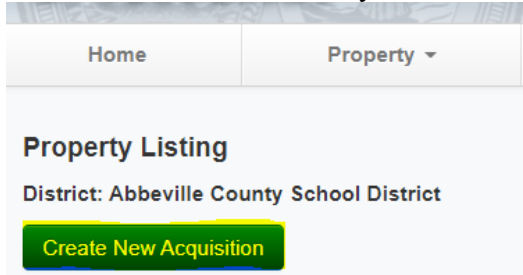 Home Property
Property Listing
District: Abbeville County School District
Create New Acquisition